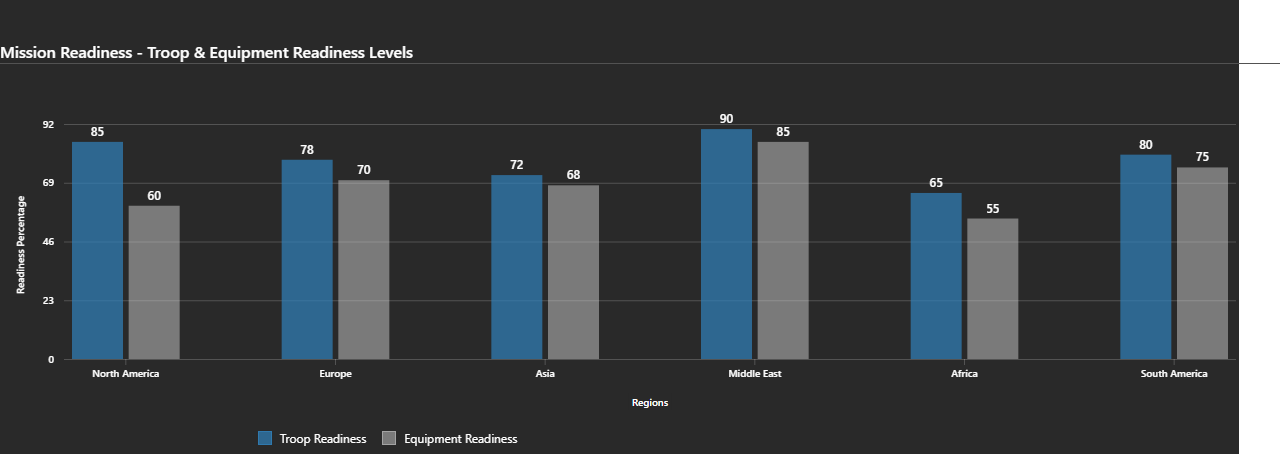 Mission Readiness - Troop & Equipment Readiness Levels
92
69
46
23
0
Readiness Percentage
85
60
78
70
72
68
90
85
65
55
80
75
North America
Europe
Asia
Middle East
Africa
South America
Regions
Troop Readiness
Equipment Readiness